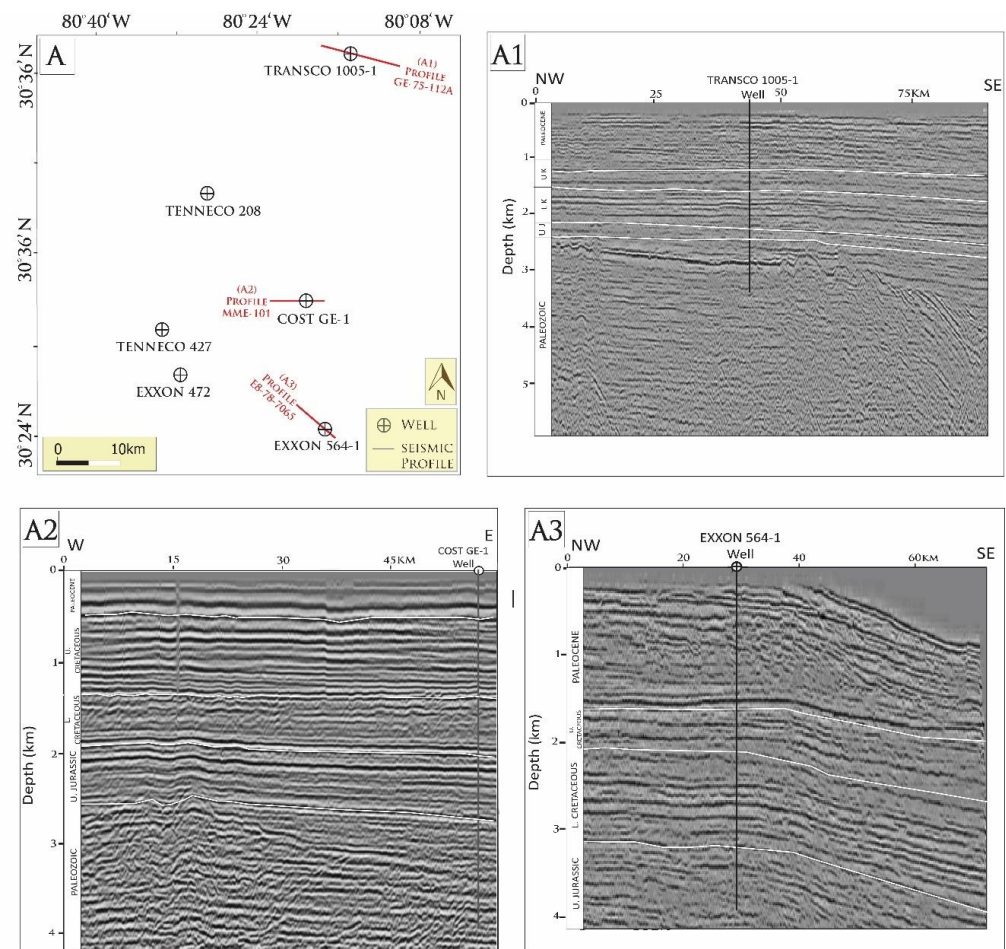 80°40'W 80°24'W 80°08'W
A
30°36' N
30°36' N
30°24' N
TRANSCO 1005-1
(A1)
PROFILE
GE-75-112A
TENNECO 208
(A2)
PROFILE
MME-101
COST GE-1
TENNECO 427
EXXON 472
(A3)
PROFILE
E8-78-7065
EXXON 564-1
N
0 10km
WELL
SEISMIC
PROFILE
A1
NW
SE
TRANSCO 1005-1
Well
0 25 50 75KM
Depth (km)
0
1
2
3
4
5
PALEOCENE
U K
L K
U J
PALEOZOIC
A2
W
E
COST GE-1
Well
0 15 30 45KM
Depth (km)
0
1
2
3
4
PALEOCENE
U.
CRETACEOUS
L.
CRETACEOUS
U. JURASSIC
PALEOZOIC
A3
NW
SE
EXXON 564-1
Well
0 20 40 60KM
Depth (km)
0
1
2
3
4
PALEOCENE
U.
CRETACEOUS
L. CRETACEOUS
U. JURASSIC